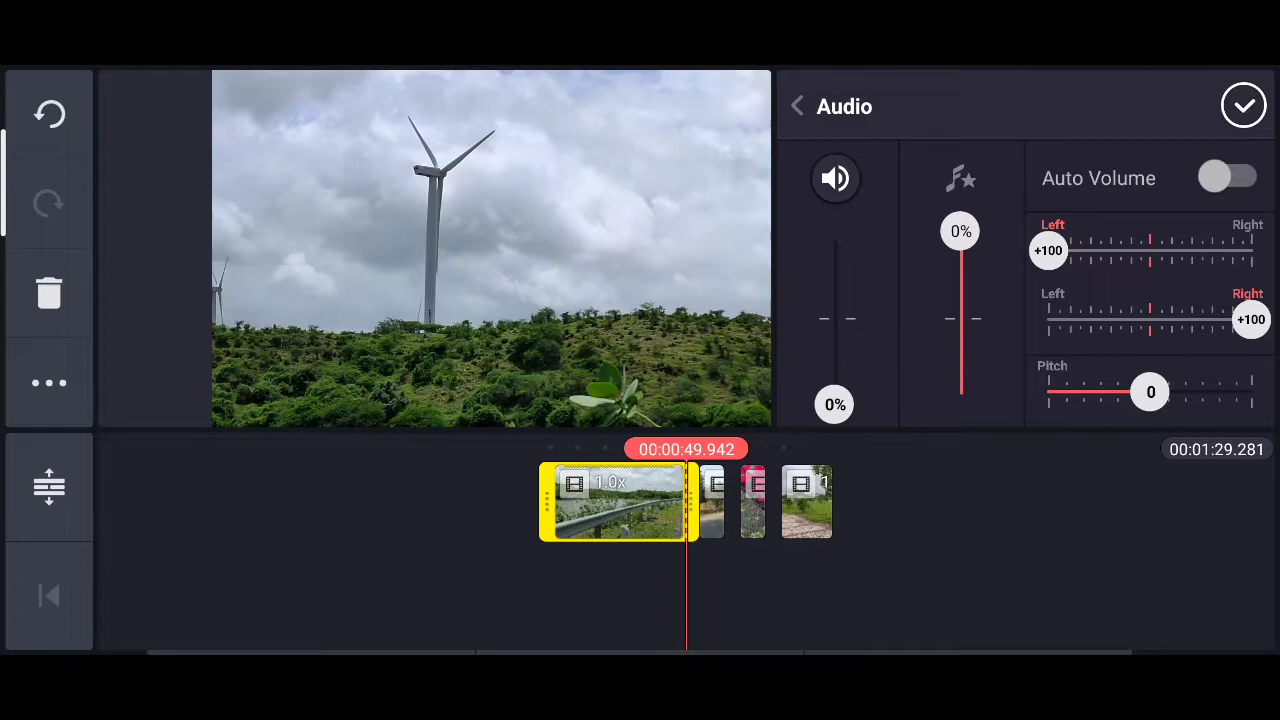 Audio
Auto Volume
0%
Left
Right
+100
Left
Right
+100
Pitch
0
0%
00:00:49.942
00:01:29.281
1.0x
1.